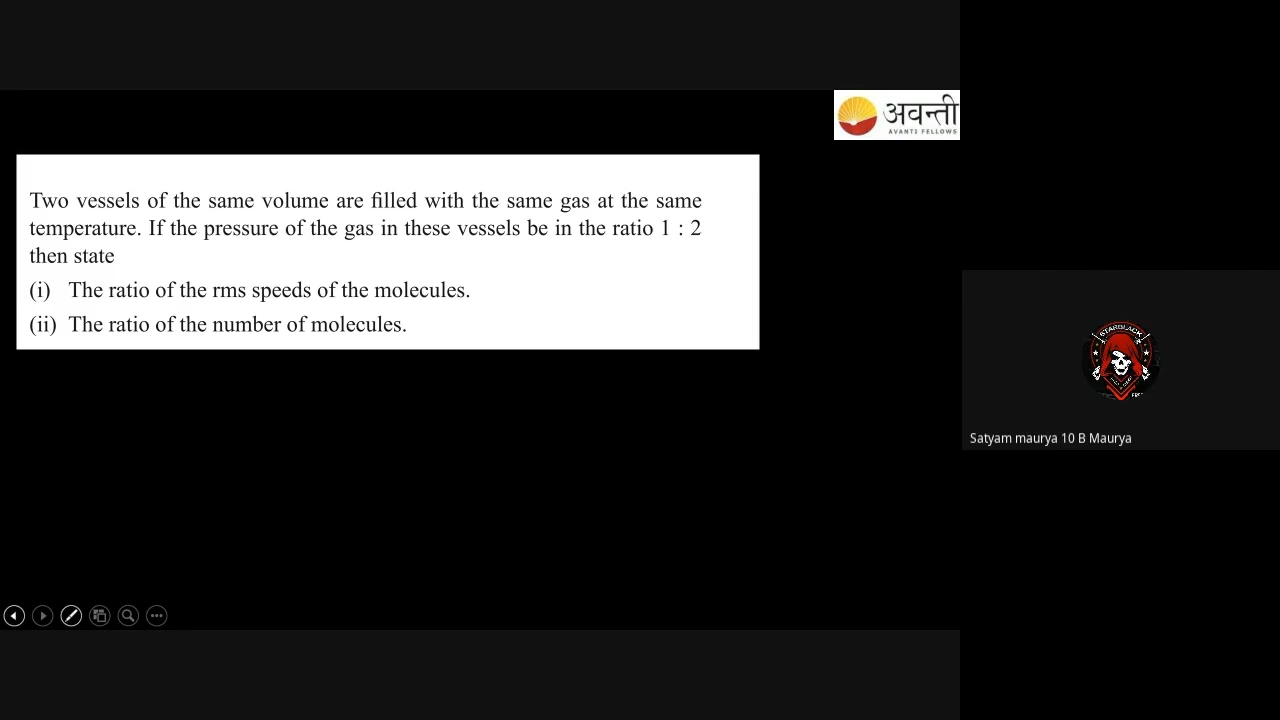 अवन्ती
AVANTI FELLOWS
Two vessels of the same volume are filled with the same gas at the same
temperature. If the pressure of the gas in these vessels be in the ratio 1 : 2
then state
(i) The ratio of the rms speeds of the molecules.
(ii) The ratio of the number of molecules.
STARBLACK
Satyam maurya 10 B Maurya